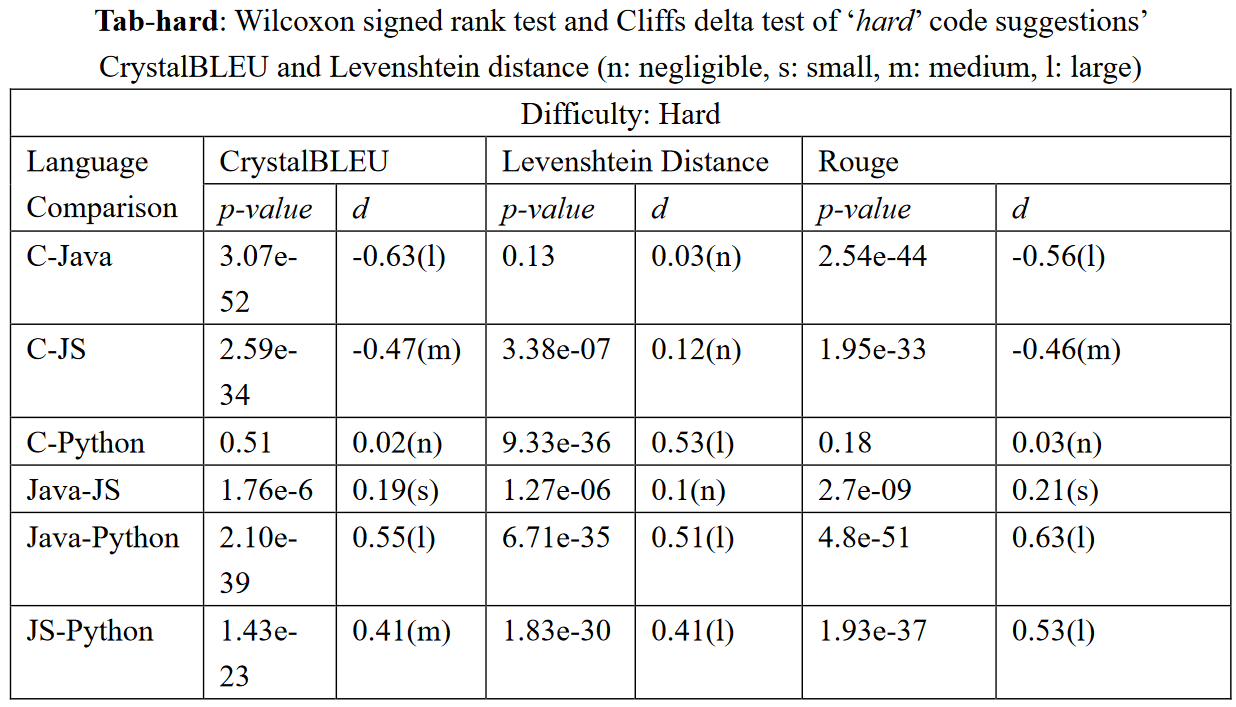 Tab-hard: Wilcoxon signed rank test and Cliffs delta test of ‘hard’ code suggestions’
CrystalBLEU and Levenshtein distance (n: negligible, s: small, m: medium, l: large)
Difficulty: Hard
Language Comparison CrystalBLEU Levenshtein Distance Rouge
p-value d p-value d p-value d
C-Java 3.07e-52 -0.63(l) 0.13 0.03(n) 2.54e-44 -0.56(l)
C-JS 2.59e-34 -0.47(m) 3.38e-07 0.12(n) 1.95e-33 -0.46(m)
C-Python 0.51 0.02(n) 9.33e-36 0.53(l) 0.18 0.03(n)
Java-JS 1.76e-6 0.19(s) 1.27e-06 0.1(n) 2.7e-09 0.21(s)
Java-Python 2.10e-39 0.55(l) 6.71e-35 0.51(l) 4.8e-51 0.63(l)
JS-Python 1.43e-23 0.41(m) 1.83e-30 0.41(l) 1.93e-37 0.53(l)